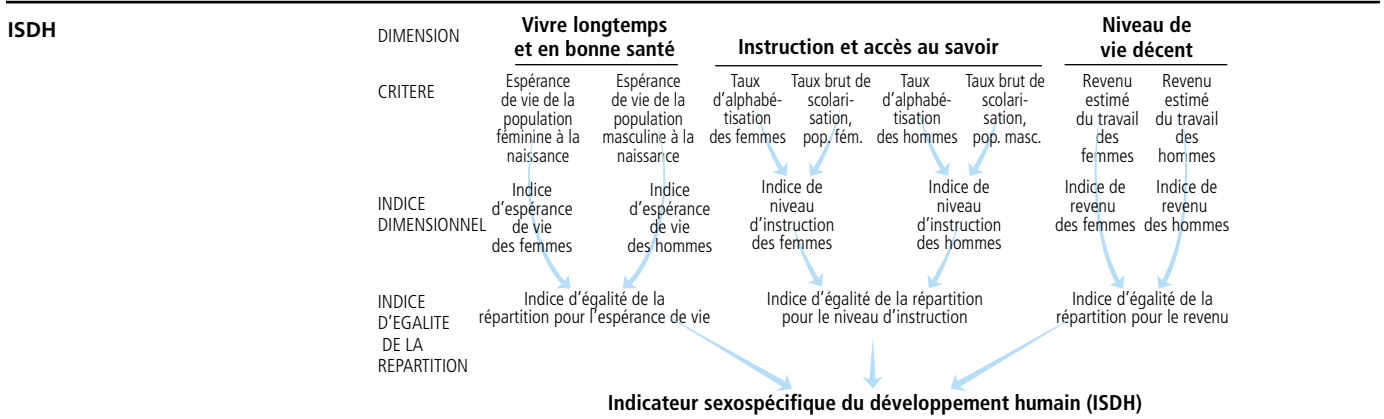 ISDH
DIMENSION
Vivre longtemps
et en bonne santé
Instruction et accès au savoir
Niveau de
vie décent
CRITERE
Espérance
de vie de la
population
féminine à la
naissance
Espérance
de vie de la
population
masculine à la
naissance
Taux
d'alphabé-
tisation
des femmes
Taux brut de
scolari-
sation,
pop. fém.
Taux
d'alphabé-
tisation
des hommes
Taux brut de
scolari-
sation,
pop. masc.
Revenu
estimé
du travail
des
femmes
Revenu
estimé
du travail
des
hommes
INDICE
DIMENSIONNEL
Indice
d'espérance
de vie
des femmes
Indice
d'espérance
de vie
des hommes
Indice de
niveau
d'instruction
des femmes
Indice de
niveau
d'instruction
des hommes
Indice de
revenu
des femmes
Indice de
revenu
des hommes
INDICE
D'EGALITE
DE LA
REPARTITION
Indice d'égalité de la
répartition pour l'espérance de vie
Indice d'égalité de la répartition
pour le niveau d'instruction
Indice d'égalité de la
répartition pour le revenu
Indicateur sexospécifique du développement humain (ISDH)